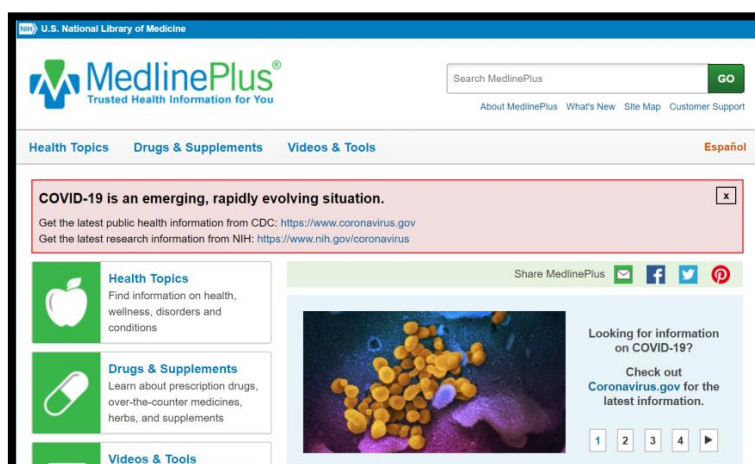 NIH U.S. National Library of Medicine
MedlinePlus®
Trusted Health Information for You
Search MedlinePlus
GO
About MedlinePlus What's New Site Map Customer Support
Health Topics Drugs & Supplements Videos & Tools Español
COVID-19 is an emerging, rapidly evolving situation.
x
Get the latest public health information from CDC: https://www.coronavirus.gov
Get the latest research information from NIH: https://www.nih.gov/coronavirus
Health Topics
Find information on health,
wellness, disorders and
conditions
Drugs & Supplements
Learn about prescription drugs,
over-the-counter medicines,
herbs, and supplements
Videos & Tools
Share MedlinePlus
Looking for information
on COVID-19?
Check out
Coronavirus.gov for the
latest information.
1 2 3 4